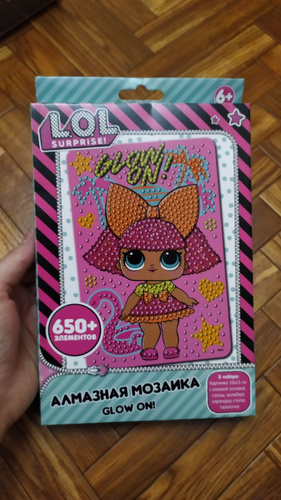 L.O.L.
SURPRISE!
6+
GLOW
ON!
650+
ЭЛЕМЕНТОВ
АЛМАЗНАЯ МОЗАИКА
GLOW ON!
В наборе: